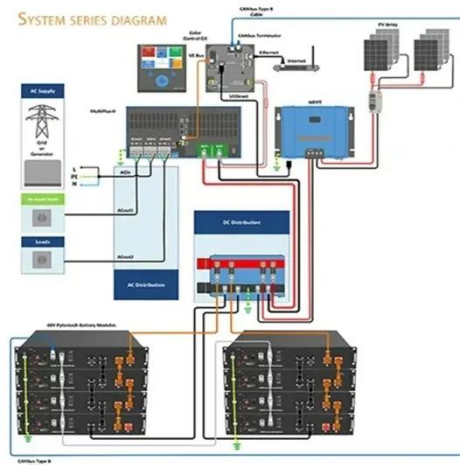 SYSTEM SERIES DIAGRAM
CANbus Type B
Cable
Color
Control GX
VE Bus
CANbus Terminator
Ethernet
Internet
PV Array
VEDirect
MPPT
AC Supply
Grid
or
Generator
MultiPlus-II
L
PE
N
ACin
ACout1
Loads
ACout2
AC Distribution
DC Distribution
48V Pylontech Battery Modules
CANbus Type B